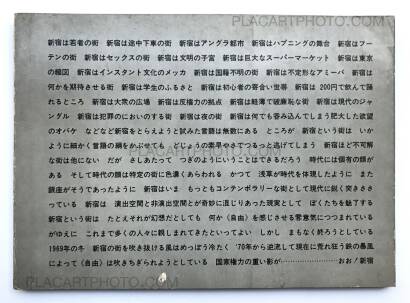 PLACARTPHOTO.COM
新宿は若者の街　新宿は途中下車の街　新宿はアングラ都市　新宿はハプニングの舞台　新宿はフー
テンの街　新宿はセックスの街　新宿は文明の子宮　新宿は巨大なスーパーマーケット　新宿は東京
の縮図　新宿はインスタント文化のメッカ　新宿は国籍不明の街　新宿は不定形なアミーバ　新宿は
何かを期待させる街　新宿は学生のふるさと　新宿は初心者の寄合い世帯　新宿は 200円で飲んで踊
れるところ　新宿は大衆の広場　新宿は反権力の拠点　新宿は軽薄で破廉恥な街　新宿は現代のジャ
ングル　新宿は犯罪のにおいのする街　新宿は夜の街　新宿は何でも呑み込んでしまう肥大した欲望
のオバケ　などなど新宿をとらえようと試みた言語は無数にある　ところが　新宿という街は　いか
ように細かく言語の網をかぶせても　えびしょうの素早やさでつるっと逃げてしまう　新宿ほど不可解
な街は他にない　だが　さしあたって　つぎのようにいうことはできるだろう　時代には個有の顔が
ある　そして時代の顔は特定の街に色濃くあらわれる　かつて　浅草が時代を体現したように　また
銀座がそうであったように　新宿はいま　もっともコンテンポラリーな街として現代に鋭く突きささ
っている　新宿は　演出空間と非演出空間とが奇妙に混じりあった現実として　ぼくたちを魅了する
新宿という街は　たとえそれが幻想だとしても　何か《自由》を感じさせる雰意気につつまれている
がゆえに　これまで多くの人々に親しまれてきたといってよい　しかし　まもなく終ろうとしている
1969年の冬　新宿の街を吹き抜ける風はめっぽう冷たく　'70年から逆流して現在に荒れ狂う鉄の暴風
によって《自由》は吹きちぎられようとしている　国家権力の重い影が………………おお！新宿
PLACARTPHOTO.COM